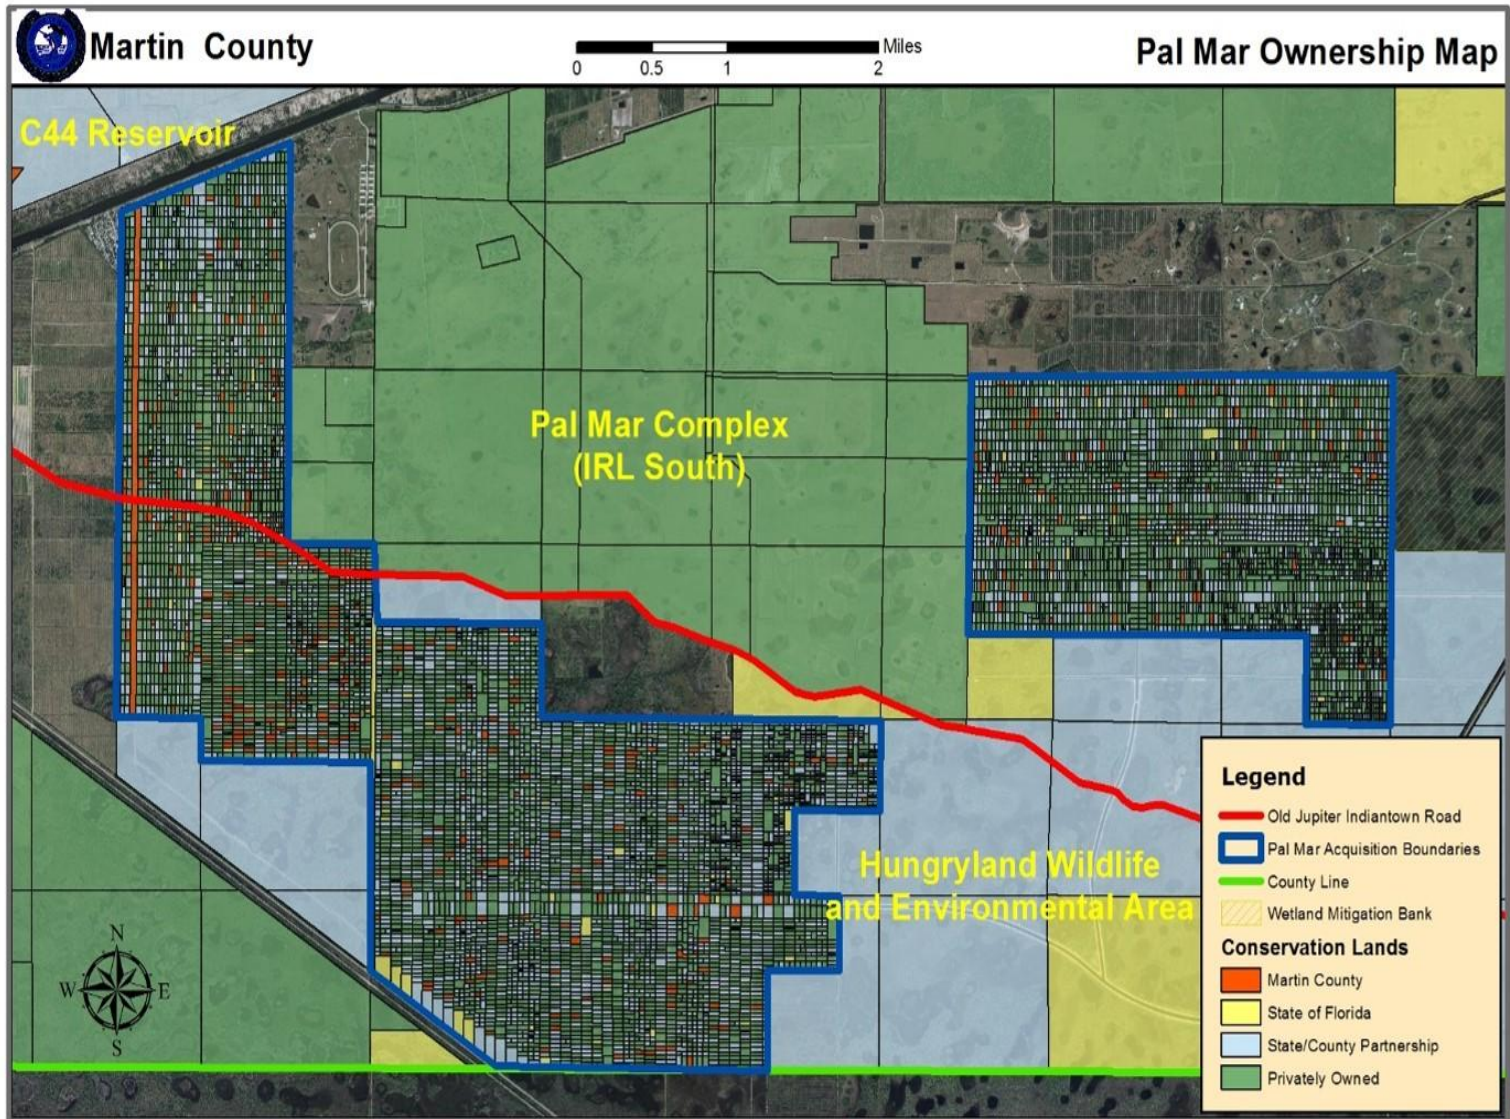 Martin County
Miles
0 0.5 1 2
Pal Mar Ownership Map
C44 Reservoir
Pal Mar Complex
(IRL South)
Hungryland Wildlife
and Environmental Area
N
W E
S
Legend
Old Jupiter Indiantown Road
Pal Mar Acquisition Boundaries
County Line
Wetland Mitigation Bank
Conservation Lands
Martin County
State of Florida
State/County Partnership
Privately Owned